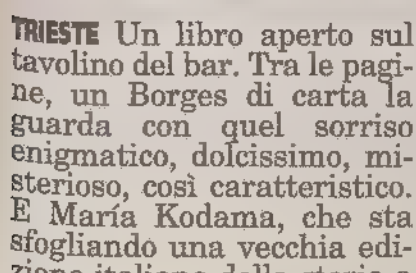 TRIESTE Un libro aperto sul
tavolino del bar. Tra le pagi-
ne, un Borges di carta la
guarda con quel sorriso
enigmatico, dolcissimo, mi-
sterioso, così caratteristico.
E María Kodama, che sta
sfogliando una vecchia edi-